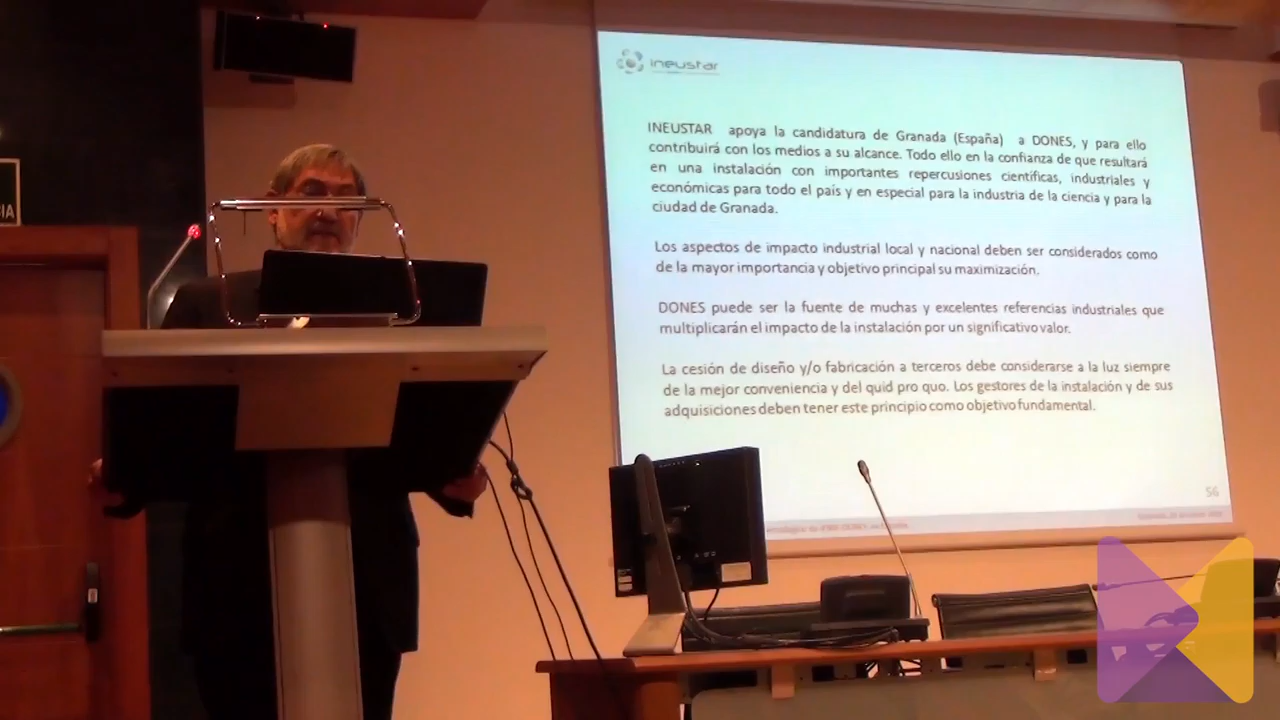 ineustar
INEUSTAR apoya la candidatura de Granada (España) a DONES, y para ello
contribuirá con los medios a su alcance. Todo ello en la confianza de que resultará
en una instalación con importantes repercusiones científicas, industriales y
económicas para todo el país y en especial para la industria de la ciencia y para la
ciudad de Granada.
Los aspectos de impacto industrial local y nacional deben ser considerados como
de la mayor importancia y objetivo principal su maximización.
DONES puede ser la fuente de muchas y excelentes referencias industriales que
multiplicarán el impacto de la instalación por un significativo valor.
La cesión de diseño y/o fabricación a terceros debe considerarse a la luz siempre
de la mejor conveniencia y del quid pro quo. Los gestores de la instalación y de sus
adquisiciones deben tener este principio como objetivo fundamental.
56
CIA